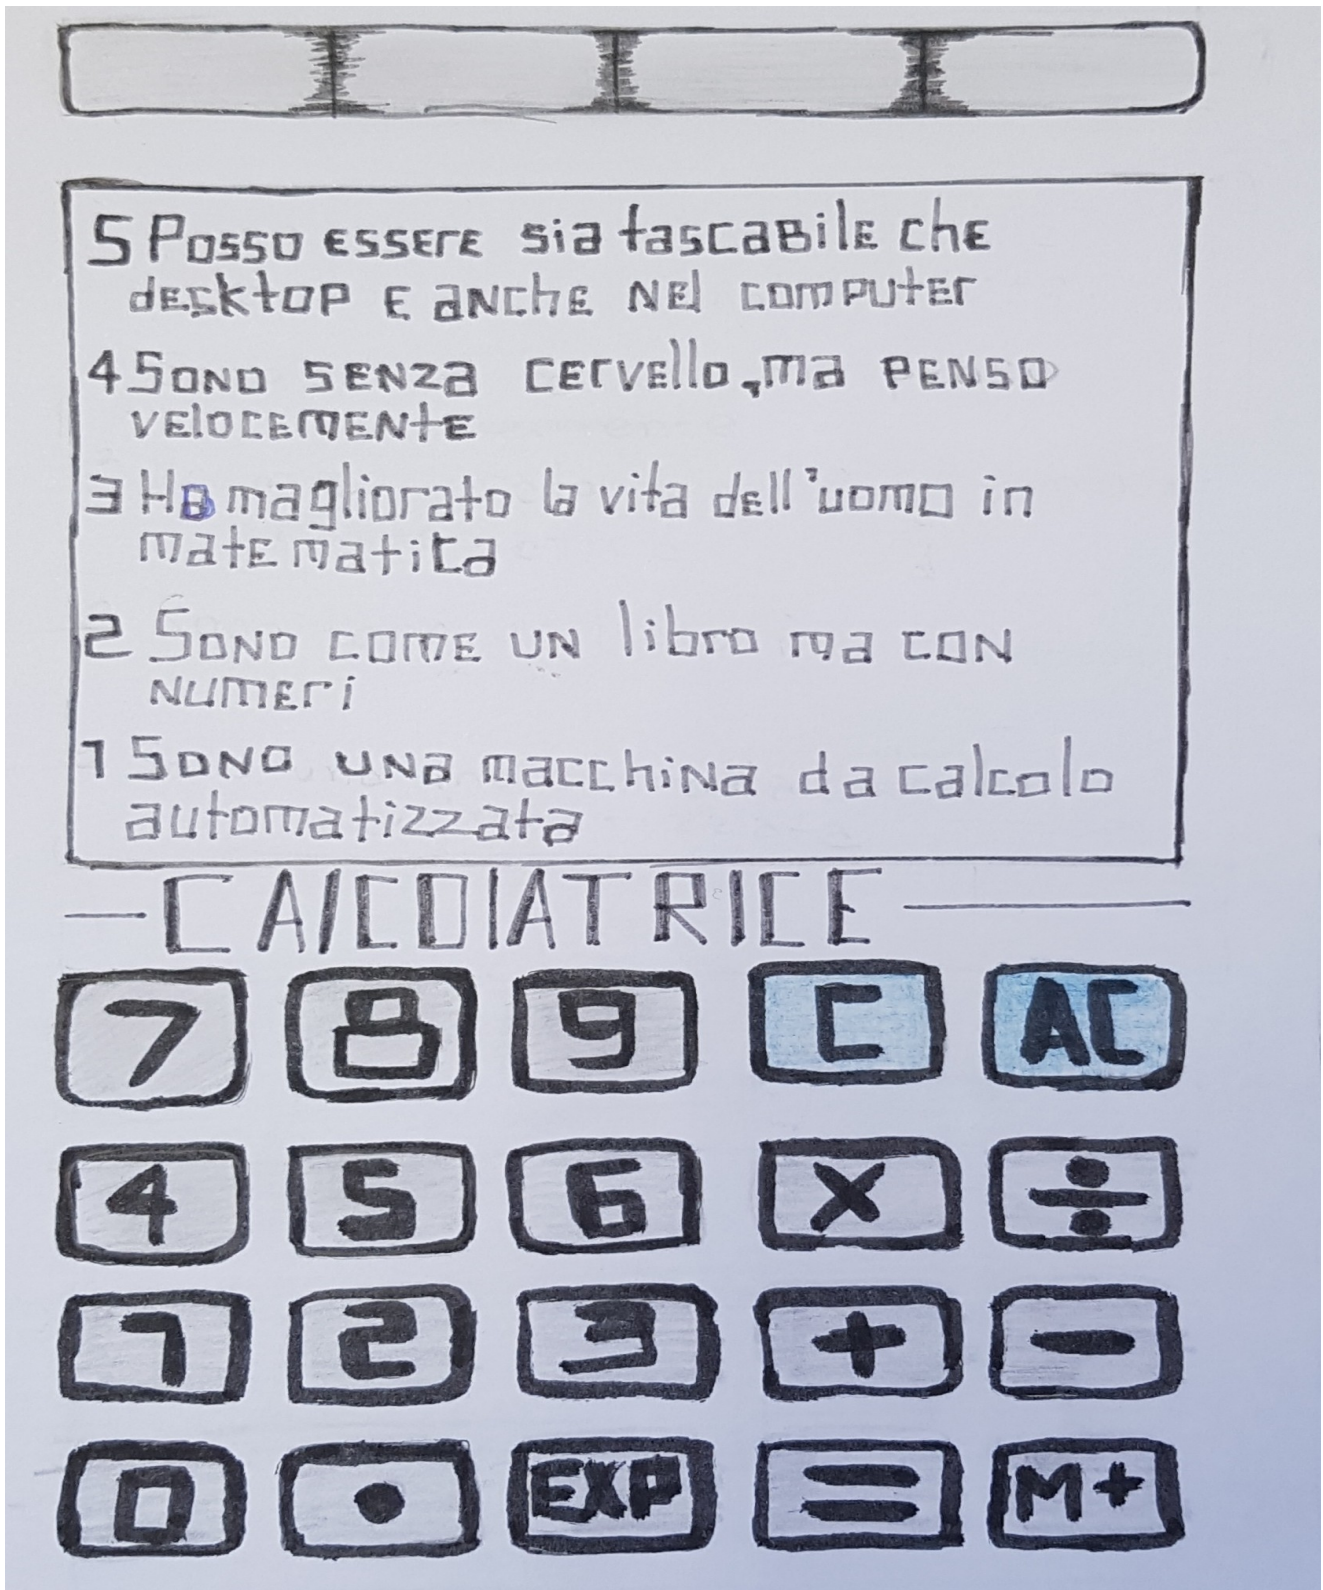 5 Posso essere sia tascabile che
desktop e anche nel computer
4 Sono senza cervello, ma penso
velocemente
3 Ho magliorato la vita dell'uomo in
matematica
2 Sono come un libro ma con
numeri
1 Sono una macchina da calcolo
automatizzata
CAlCOlATRICE
7 8 9 C AC
4 5 6 X ÷
1 2 3 + -
0 • EXP = M+